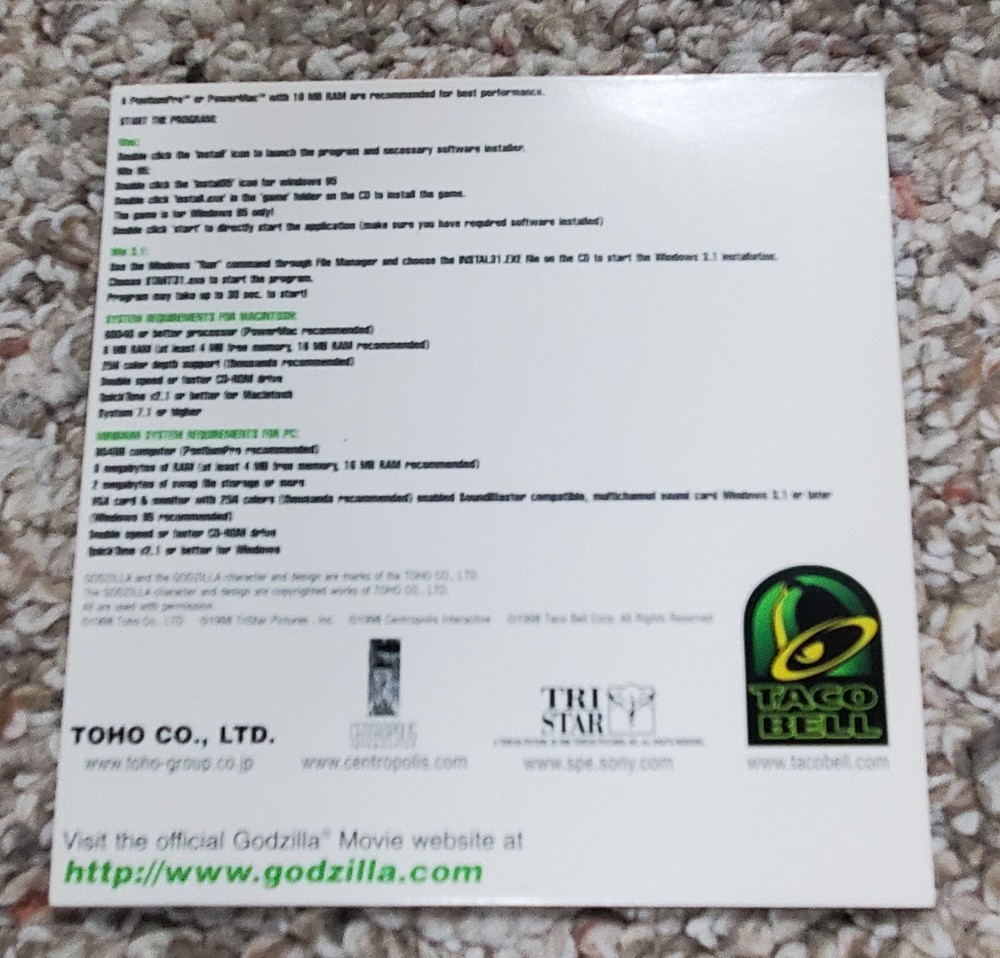 A PentiumPro™ or PowerMac™ with 16 MB RAM are recommended for best performance.
START THE PROGRAM:
Mac:
Double click the 'Install' icon to launch the program and necessary software installer.
Win 95:
Double click the 'Install95' icon for windows 95
Double click 'install.exe' in the 'game' folder on the CD to install the game.
The game is for Windows 95 only!
Double click 'start' to directly start the application (make sure you have required software installed)
Win 3.1:
Use the Windows "Run" command through File Manager and choose the INSTAL31.EXE file on the CD to start the Windows 3.1 installation.
Choose START31.exe to start the program.
Program may take up to 30 sec. to start!
SYSTEM REQUIREMENTS FOR MACINTOSH:
68040 or better processor (PowerMac recommended)
8 MB RAM (at least 4 MB free memory, 16 MB RAM recommended)
256 color depth support (thousands recommended)
Double speed or faster CD-ROM drive
QuickTime v2.1 or better for Macintosh
System 7.1 or higher
MINIMUM SYSTEM REQUIREMENTS FOR PC:
80486 computer (PentiumPro recommended)
8 megabytes of RAM (at least 4 MB free memory, 16 MB RAM recommended)
2 megabytes of swap file storage or more
VGA card & monitor with 256 colors (thousands recommended) enabled SoundBlaster compatible, multichannel sound card Windows 3.1 or later
(Windows 95 recommended)
Double speed or faster CD-ROM drive
QuickTime v2.1 or better for Windows
GODZILLA and the GODZILLA character and design are marks of the TOHO CO., LTD.
The GODZILLA character and design are copyrighted works of TOHO CO., LTD.
All are used with permission.
©1998 Toho Co., LTD. ©1998 TriStar Pictures, Inc. ©1998 Centropolis Interactive ©1998 Taco Bell Corp. All Rights Reserved.
TOHO CO., LTD.
www.toho-group.co.jp
CENTROPOLIS
www.centropolis.com
TRI
STAR
www.spe.sony.com
TACO
BELL
www.tacobell.com
Visit the official Godzilla® Movie website at
http://www.godzilla.com